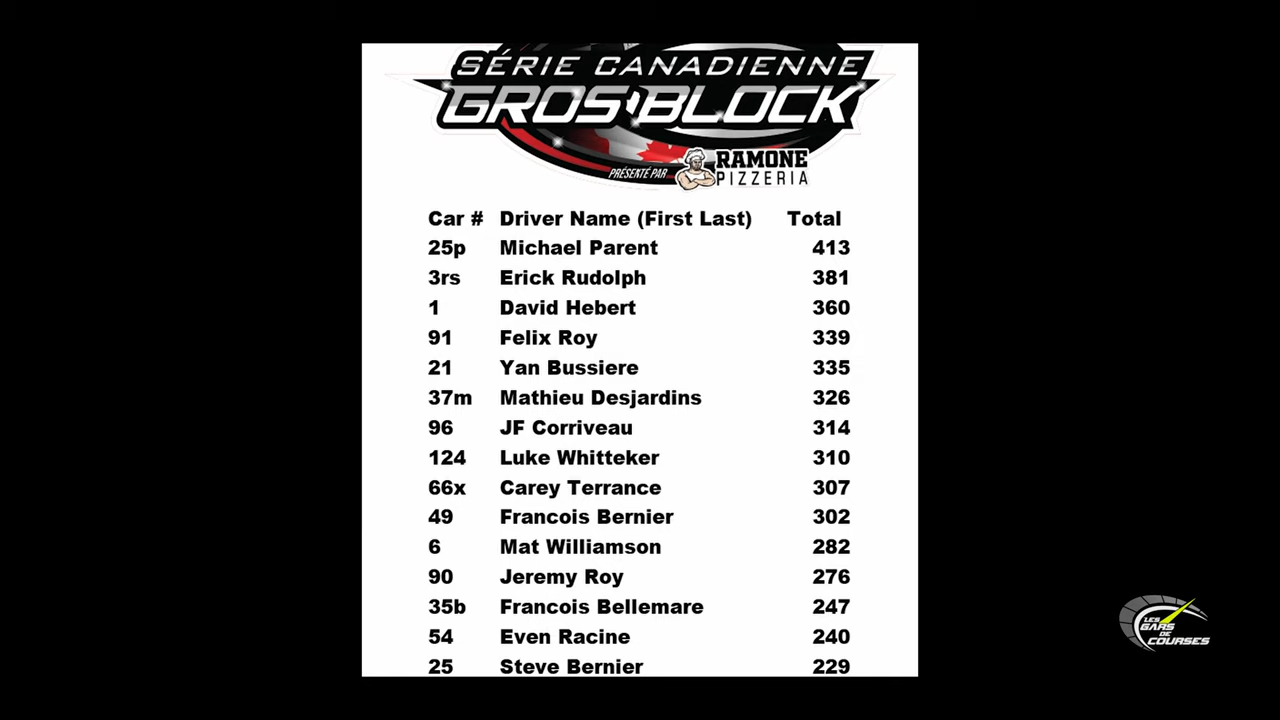 SÉRIE CANADIENNE
GROS BLOCK
PRÉSENTÉ PAR
RAMONE
PIZZERIA
Car # Driver Name (First Last) Total
25p Michael Parent 413
3rs Erick Rudolph 381
1 David Hebert 360
91 Felix Roy 339
21 Yan Bussiere 335
37m Mathieu Desjardins 326
96 JF Corriveau 314
124 Luke Whitteker 310
66x Carey Terrance 307
49 Francois Bernier 302
6 Mat Williamson 282
90 Jeremy Roy 276
35b Francois Bellemare 247
54 Even Racine 240
25 Steve Bernier 229
LES
GARS
DE
COURSES